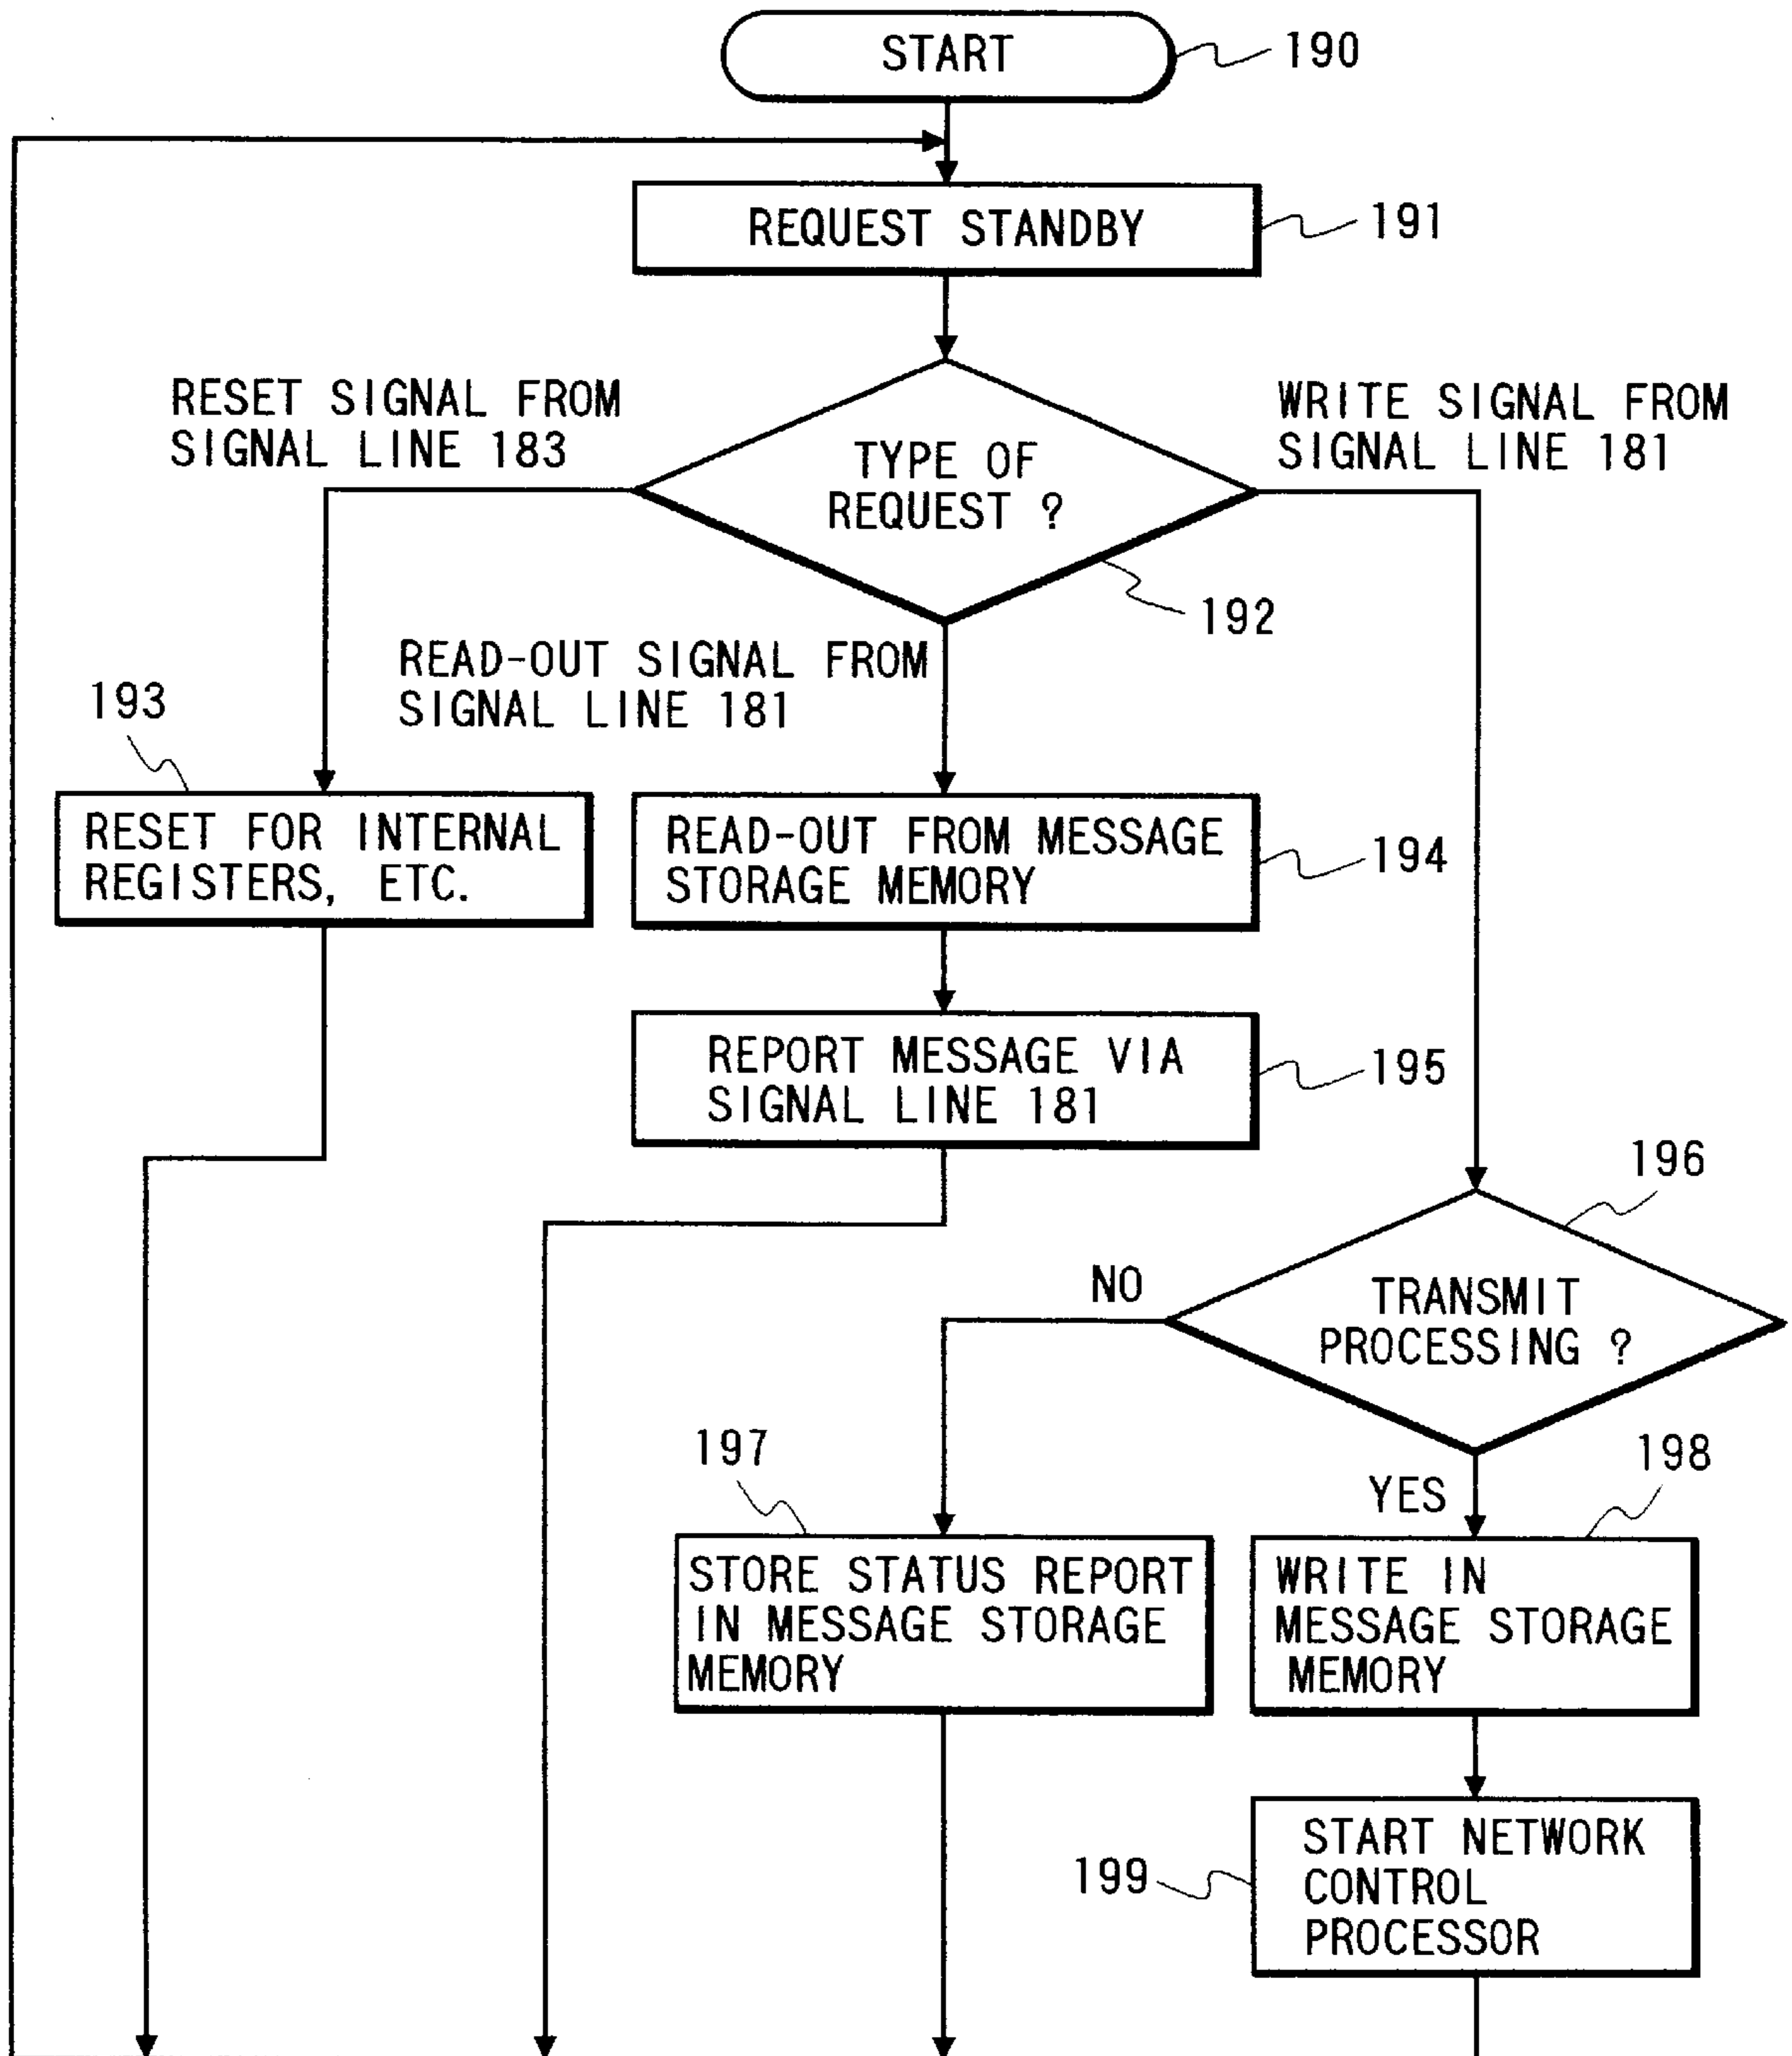 START
190
REQUEST STANDBY
191
RESET SIGNAL FROM
SIGNAL LINE 183
WRITE SIGNAL FROM
SIGNAL LINE 181
TYPE OF
REQUEST ?
192
READ-OUT SIGNAL FROM
SIGNAL LINE 181
193
RESET FOR INTERNAL
REGISTERS, ETC.
READ-OUT FROM MESSAGE
STORAGE MEMORY
194
REPORT MESSAGE VIA
SIGNAL LINE 181
195
196
NO
TRANSMIT
PROCESSING ?
197
YES
198
STORE STATUS REPORT
IN MESSAGE STORAGE
MEMORY
WRITE IN
MESSAGE STORAGE
MEMORY
199
START NETWORK
CONTROL
PROCESSOR